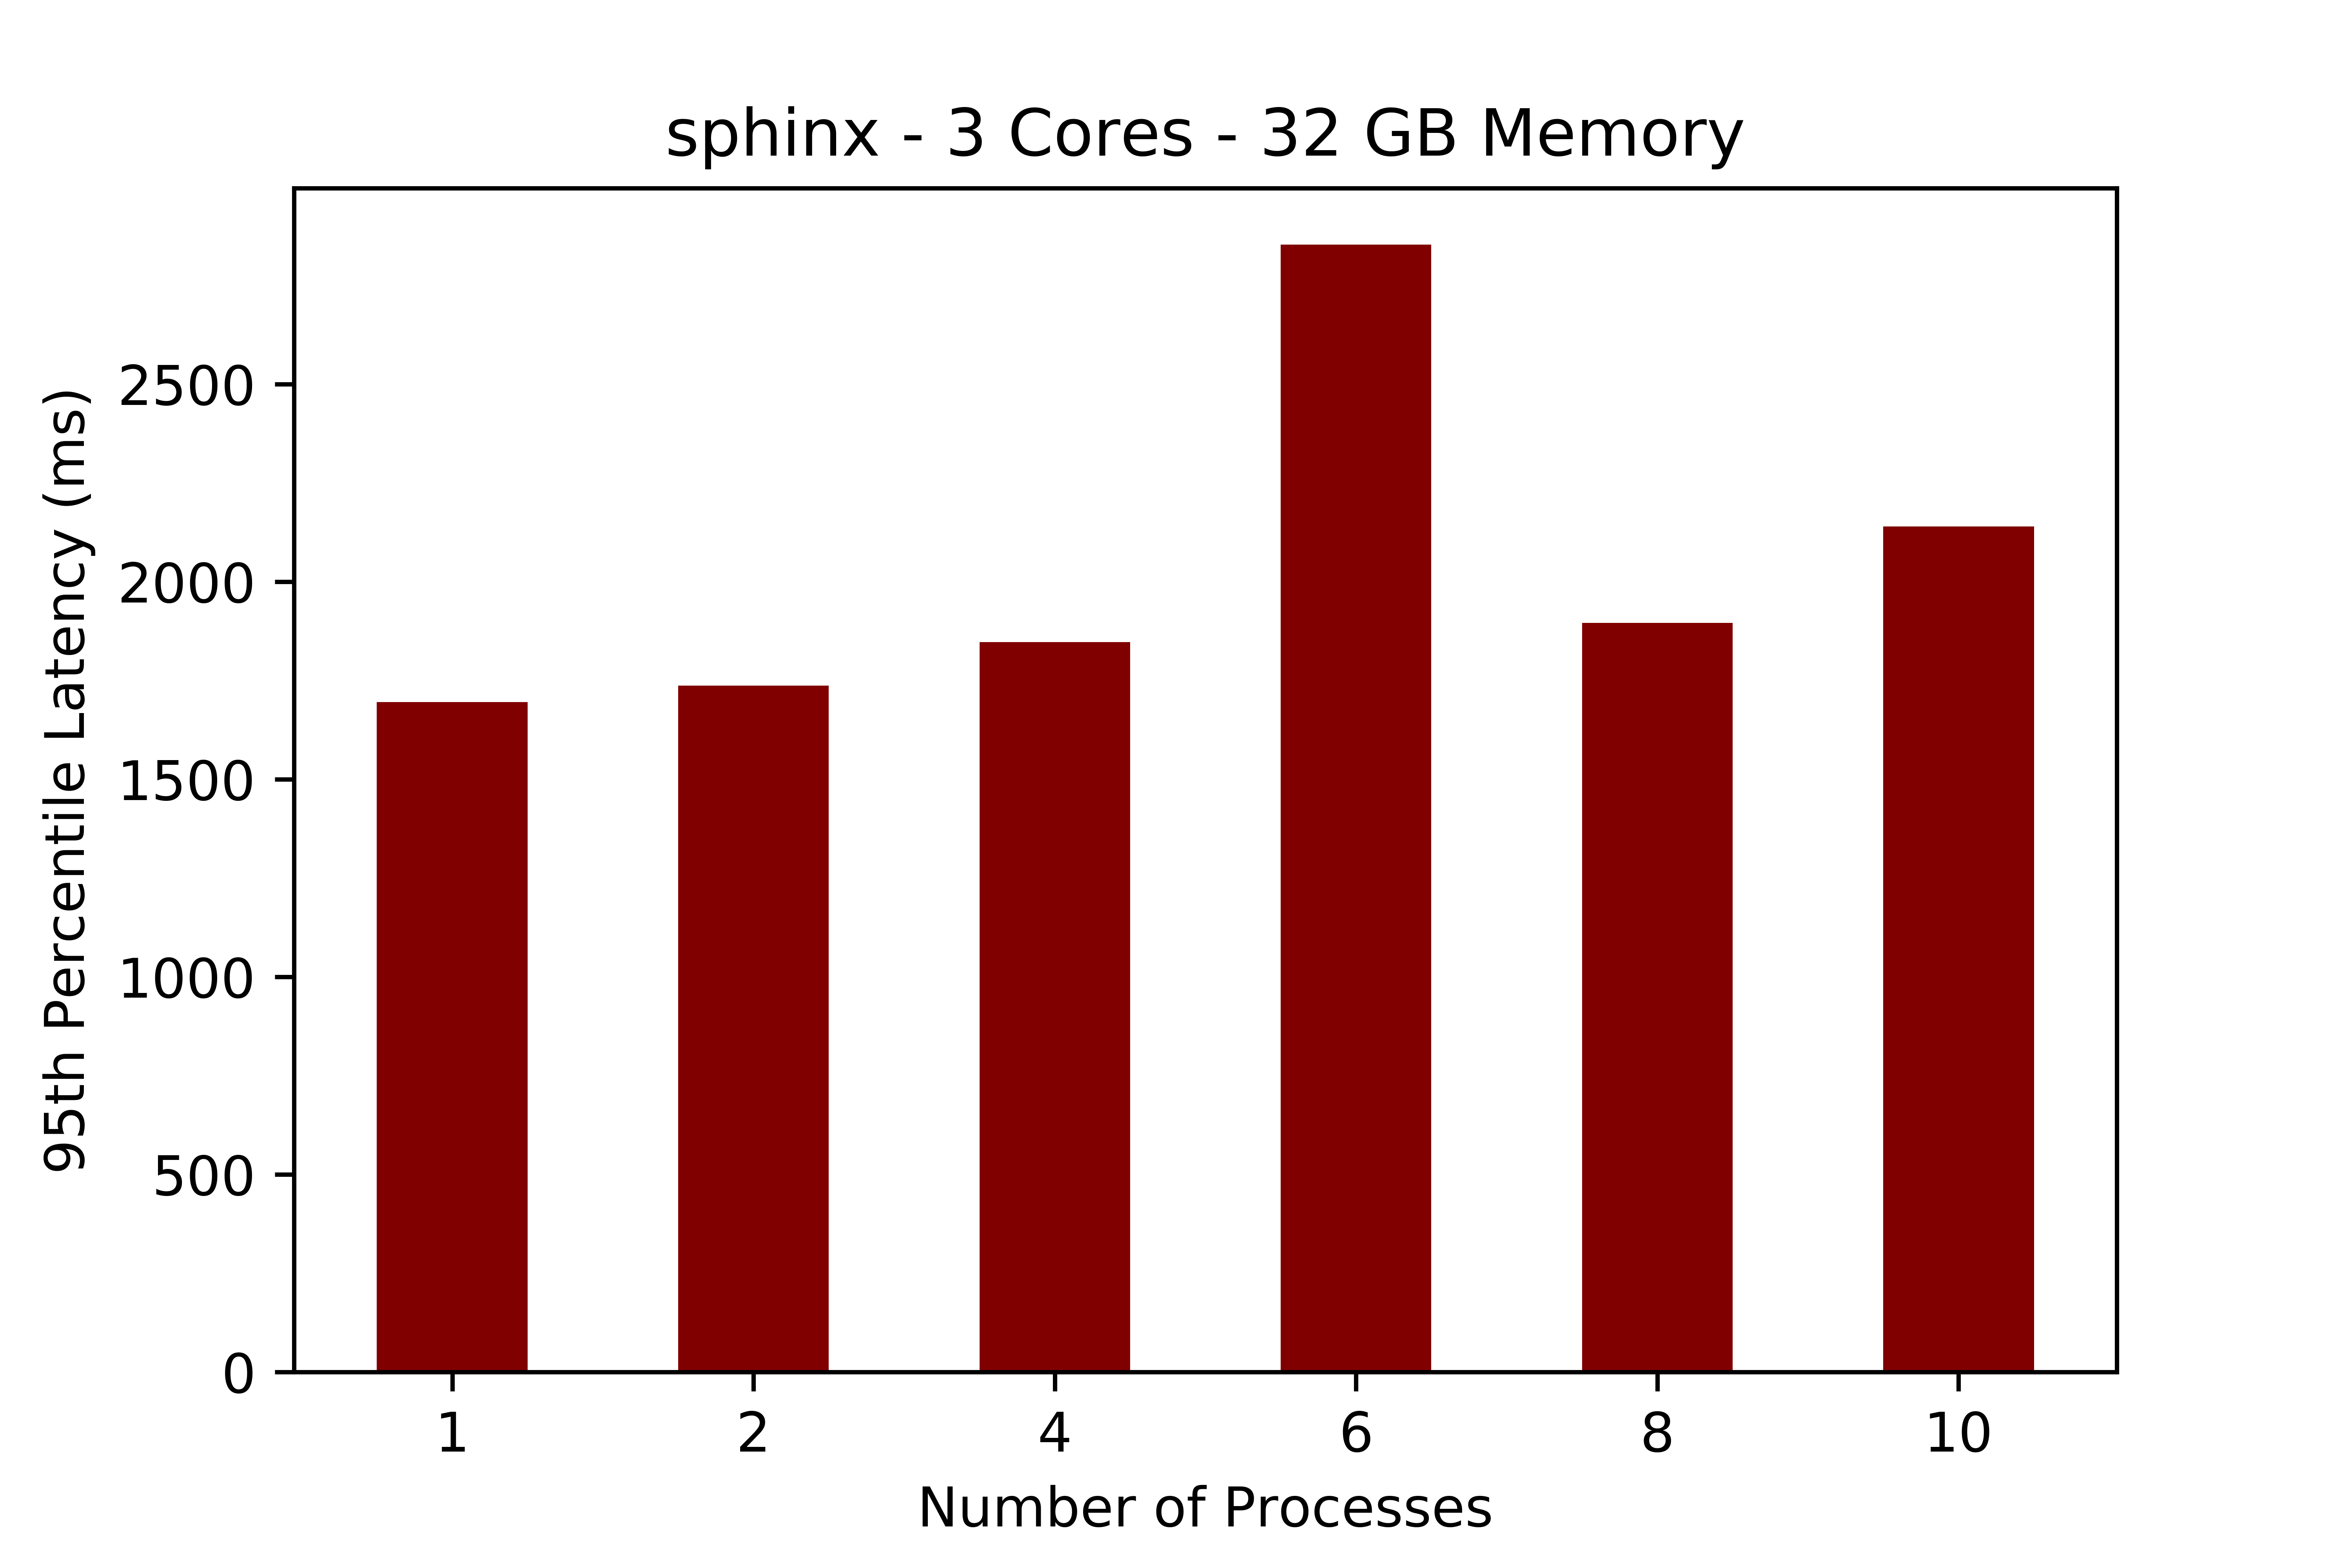 sphinx - 3 Cores - 32 GB Memory
95th Percentile Latency (ms)
2500
2000
1500
1000
500
0
1 2 4 6 8 10
Number of Processes